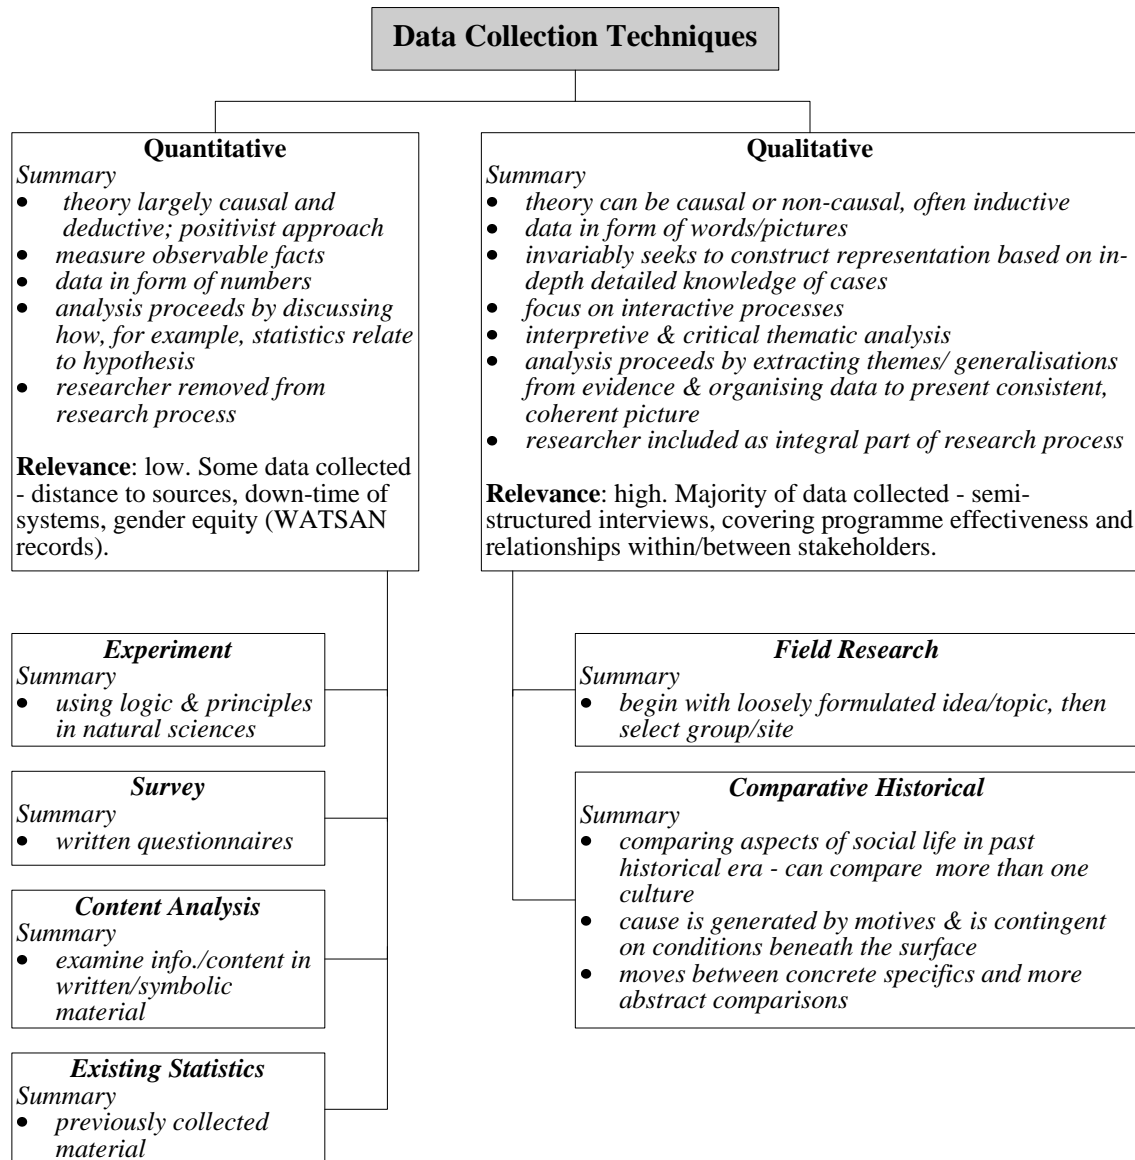 Data Collection Techniques
Quantitative
Summary
• theory largely causal and
deductive; positivist approach
• measure observable facts
• data in form of numbers
• analysis proceeds by discussing
how, for example, statistics relate
to hypothesis
• researcher removed from
research process
Relevance: low. Some data collected
- distance to sources, down-time of
systems, gender equity (WATSAN
records).
Qualitative
Summary
• theory can be causal or non-causal, often inductive
• data in form of words/pictures
• invariably seeks to construct representation based on in-
depth detailed knowledge of cases
• focus on interactive processes
• interpretive & critical thematic analysis
• analysis proceeds by extracting themes/ generalisations
from evidence & organising data to present consistent,
coherent picture
• researcher included as integral part of research process
Relevance: high. Majority of data collected - semi-
structured interviews, covering programme effectiveness and
relationships within/between stakeholders.
Experiment
Summary
• using logic & principles
in natural sciences
Survey
Summary
• written questionnaires
Content Analysis
Summary
• examine info./content in
written/symbolic
material
Existing Statistics
Summary
• previously collected
material
Field Research
Summary
• begin with loosely formulated idea/topic, then
select group/site
Comparative Historical
Summary
• comparing aspects of social life in past
historical era - can compare more than one
culture
• cause is generated by motives & is contingent
on conditions beneath the surface
• moves between concrete specifics and more
abstract comparisons